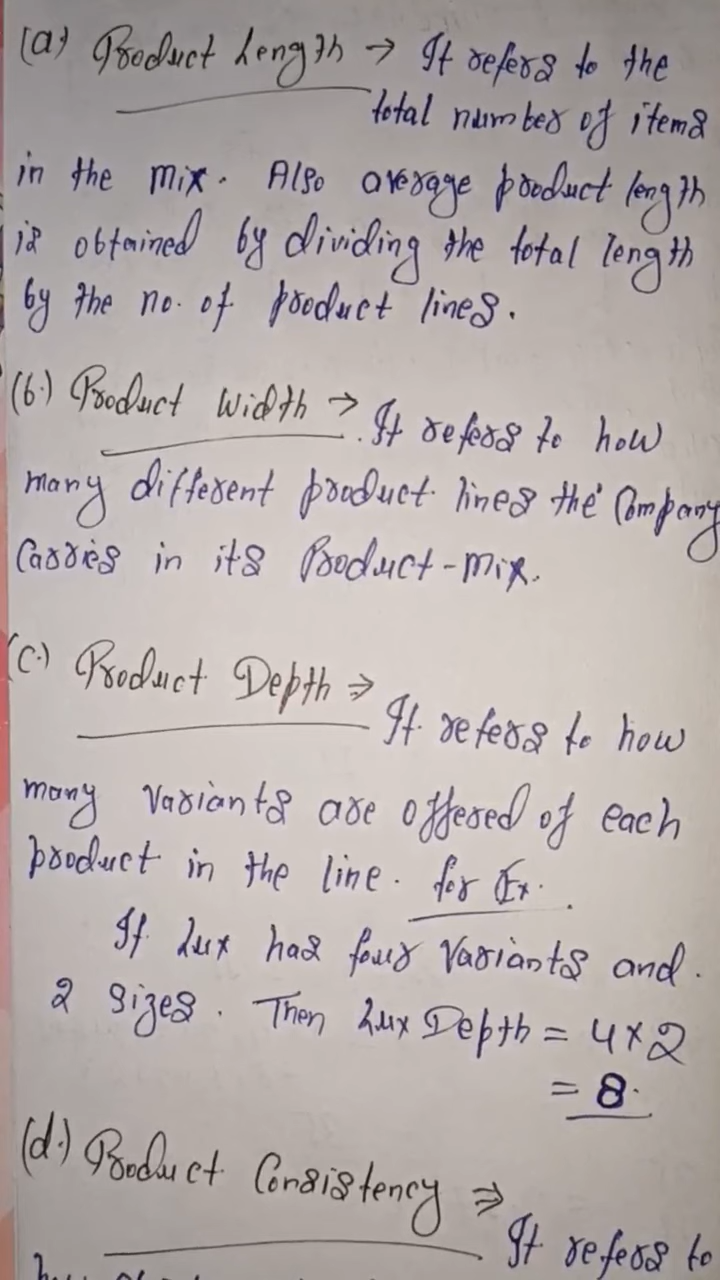 (a) Product Length → It refers to the
total number of items
in the mix. Also average product length
is obtained by dividing the total length
by the no. of product lines.
(b.) Product Width → It refers to how
many different product lines the Company
Carries in its Product-mix.
(c.) Product Depth ⇒ It refers to how
many Variants are offered of each
product in the line. for Ex.
If Lux has four Variants and.
2 sizes. Then Lux Depth = 4 × 2
= 8.
(d.) Product Consistency ⇒ It refers to